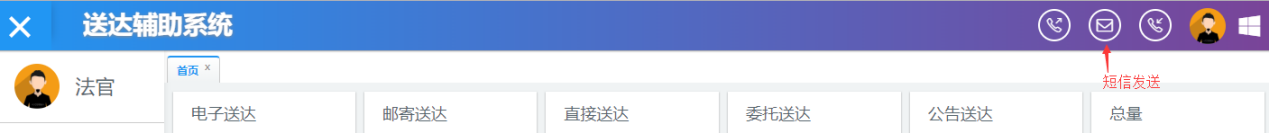 送达辅助系统
短信发送
法官
首页 x
电子送达
邮寄送达
直接送达
委托送达
公告送达
总量